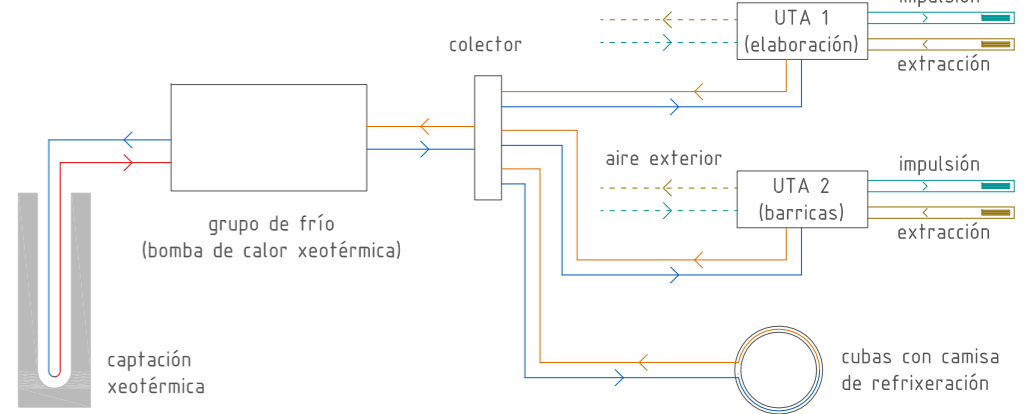 impulsión
UTA 1
(elaboración)
extracción
colector
aire exterior
impulsión
UTA 2
(barricas)
extracción
grupo de frío
(bomba de calor xeotérmica)
captación
xeotérmica
cubas con camisa
de refrixeración